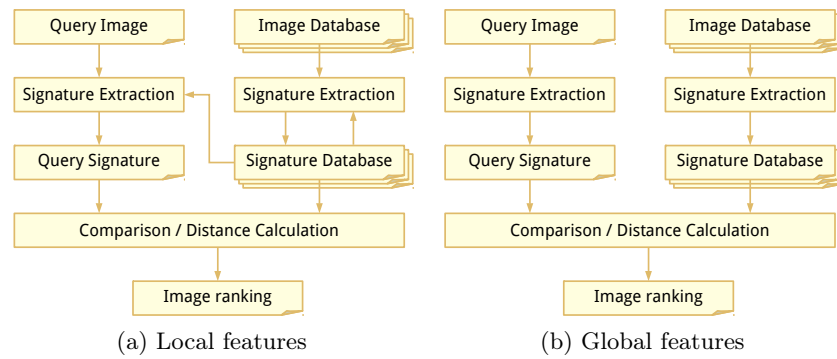 Query Image
Image Database
Signature Extraction
Signature Extraction
Query Signature
Signature Database
Comparison / Distance Calculation
Image ranking
(a) Local features
Query Image
Image Database
Signature Extraction
Signature Extraction
Query Signature
Signature Database
Comparison / Distance Calculation
Image ranking
(b) Global features